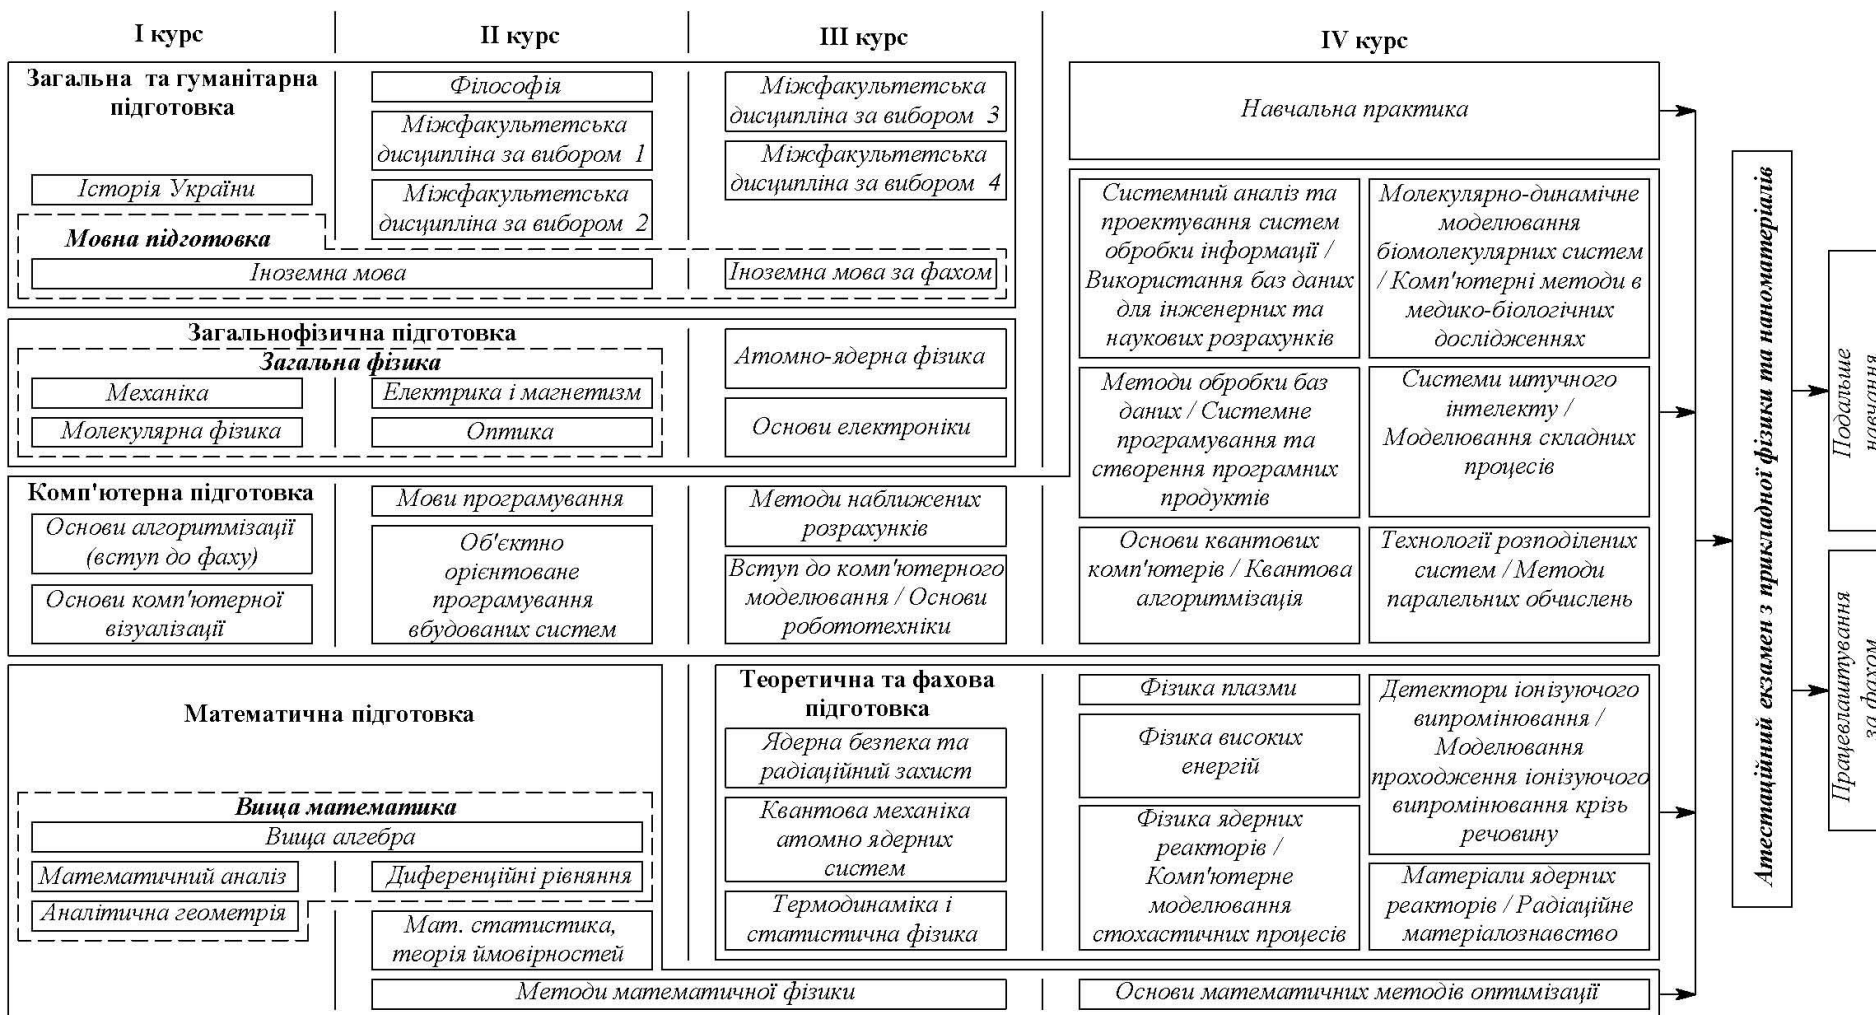 I курс
II курс
III курс
IV курс
Загальна та гуманітарна
підготовка
Історія України
Мовна підготовка
Іноземна мова
Філософія
Міжфакультетська
дисципліна за вибором 1
Міжфакультетська
дисципліна за вибором 2
Міжфакультетська
дисципліна за вибором 3
Міжфакультетська
дисципліна за вибором 4
Іноземна мова за фахом
Навчальна практика
Загальнофізична підготовка
Загальна фізика
Механіка
Молекулярна фізика
Електрика і магнетизм
Оптика
Атомно-ядерна фізика
Основи електроніки
Комп'ютерна підготовка
Основи алгоритмізації
(вступ до фаху)
Основи комп'ютерної
візуалізації
Мови програмування
Об'єктно
орієнтоване
програмування
вбудованих систем
Методи наближених
розрахунків
Вступ до комп'ютерного
моделювання / Основи
робототехніки
Системний аналіз та
проектування систем
обробки інформації /
Використання баз даних
для інженерних та
наукових розрахунків
Молекулярно-динамічне
моделювання
біомолекулярних систем
/ Комп'ютерні методи в
медико-біологічних
дослідженнях
Методи обробки баз
даних / Системне
програмування та
створення програмних
продуктів
Системи штучного
інтелекту /
Моделювання складних
процесів
Основи квантових
комп'ютерів / Квантова
алгоритмізація
Технології розподілених
систем / Методи
паралельних обчислень
Математична підготовка
Вища математика
Вища алгебра
Математичний аналіз
Диференційні рівняння
Аналітична геометрія
Мат. статистика,
теорія ймовірностей
Методи математичної фізики
Основи математичних методів оптимізації
Теоретична та фахова
підготовка
Ядерна безпека та
радіаційний захист
Квантова механіка
атомно ядерних
систем
Термодинаміка і
статистична фізика
Фізика плазми
Фізика високих
енергій
Фізика ядерних
реакторів /
Комп'ютерне
моделювання
стохастичних процесів
Детектори іонізуючого
випромінювання /
Моделювання
проходження іонізуючого
випромінювання крізь
речовину
Матеріали ядерних
реакторів / Радіаційне
матеріалознавство
Атестаційний екзамен з прикладної фізики та наноматеріалів
Подальше
навчання
Працевлаштування
за фахом